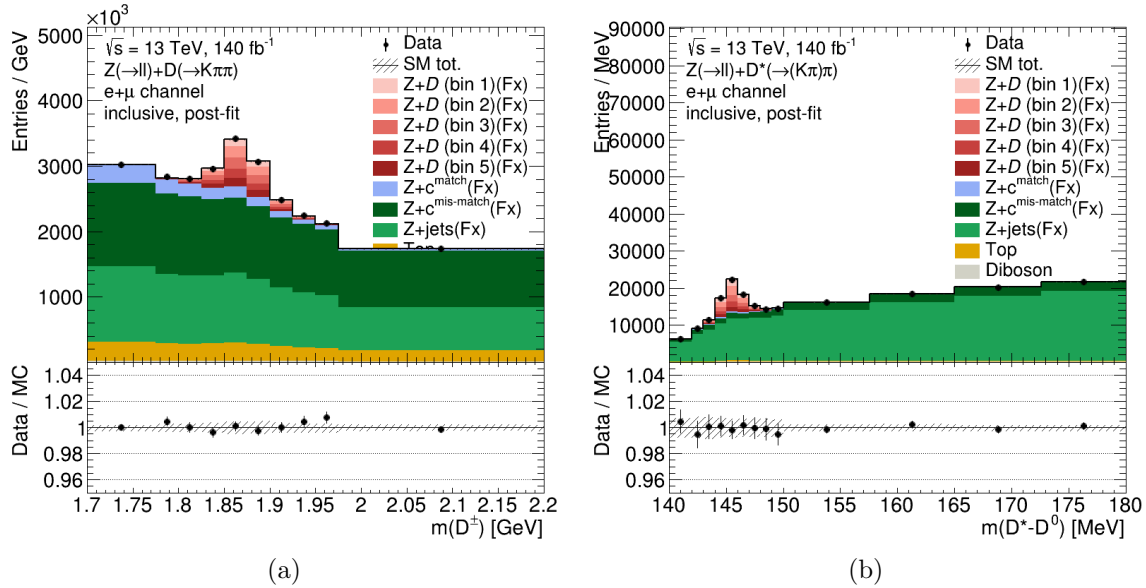 ×10³
Entries / GeV
5000
4000
3000
2000
1000
√s = 13 TeV, 140 fb⁻¹
Z(→ll)+D(→Kππ)
e+μ channel
inclusive, post-fit
Data
SM tot.
Z+D (bin 1)(Fx)
Z+D (bin 2)(Fx)
Z+D (bin 3)(Fx)
Z+D (bin 4)(Fx)
Z+D (bin 5)(Fx)
Z+c^match(Fx)
Z+c^mis-match(Fx)
Z+jets(Fx)
Data / MC
1.04
1.02
1
0.98
0.96
1.7 1.75 1.8 1.85 1.9 1.95 2 2.05 2.1 2.15 2.2
m(D^±) [GeV]
(a)
Entries / MeV
90000
80000
70000
60000
50000
40000
30000
20000
10000
√s = 13 TeV, 140 fb⁻¹
Z(→ll)+D*(→(Kπ)π)
e+μ channel
inclusive, post-fit
Data
SM tot.
Z+D (bin 1)(Fx)
Z+D (bin 2)(Fx)
Z+D (bin 3)(Fx)
Z+D (bin 4)(Fx)
Z+D (bin 5)(Fx)
Z+c^match(Fx)
Z+c^mis-match(Fx)
Z+jets(Fx)
Top
Diboson
Data / MC
1.04
1.02
1
0.98
0.96
140 145 150 155 160 165 170 175 180
m(D*-D⁰) [MeV]
(b)